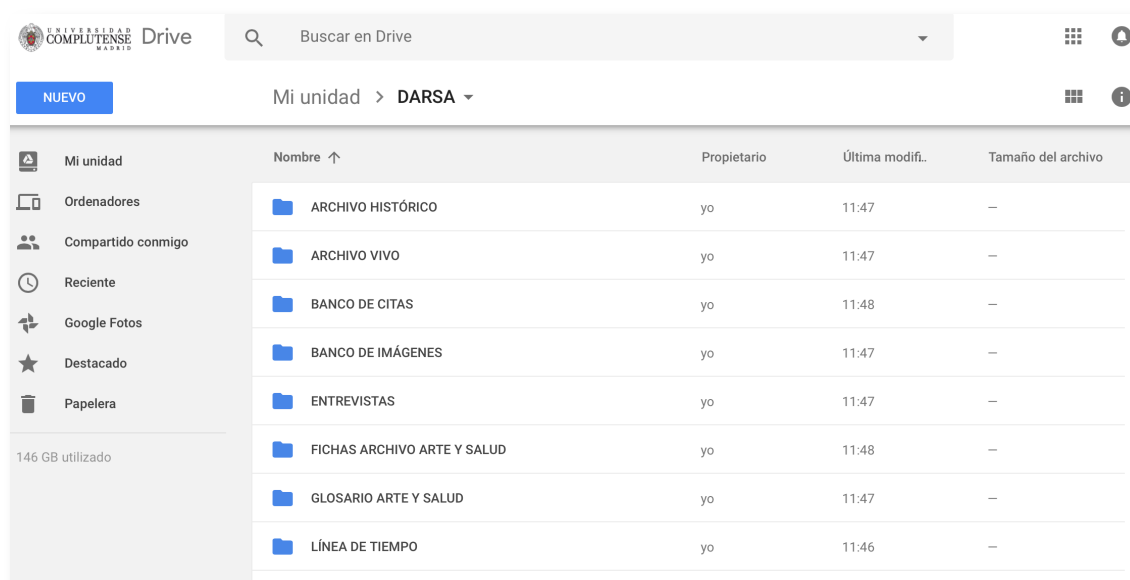 UNIVERSIDAD
COMPLUTENSE
MADRID
Drive
Buscar en Drive
NUEVO
Mi unidad > DARSA
Mi unidad
Ordenadores
Compartido conmigo
Reciente
Google Fotos
Destacado
Papelera
146 GB utilizado
Nombre Propietario Última modifi... Tamaño del archivo
ARCHIVO HISTÓRICO yo 11:47 —
ARCHIVO VIVO yo 11:47 —
BANCO DE CITAS yo 11:48 —
BANCO DE IMÁGENES yo 11:47 —
ENTREVISTAS yo 11:47 —
FICHAS ARCHIVO ARTE Y SALUD yo 11:48 —
GLOSARIO ARTE Y SALUD yo 11:47 —
LÍNEA DE TIEMPO yo 11:46 —